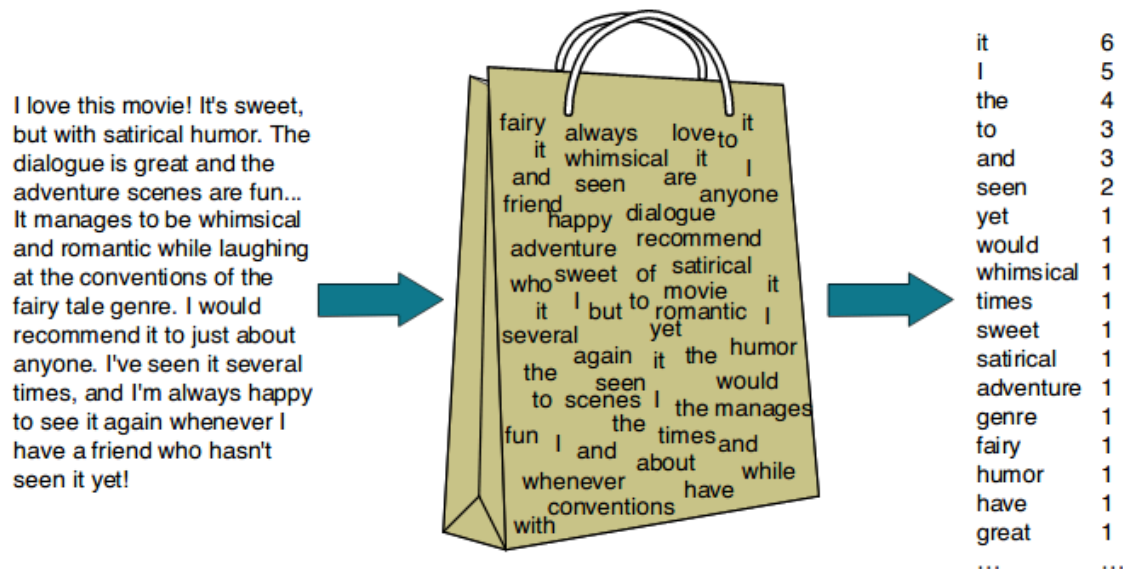 I love this movie! It's sweet,
but with satirical humor. The
dialogue is great and the
adventure scenes are fun...
It manages to be whimsical
and romantic while laughing
at the conventions of the
fairy tale genre. I would
recommend it to just about
anyone. I've seen it several
times, and I'm always happy
to see it again whenever I
have a friend who hasn't
seen it yet!
fairy always love to it
it whimsical it I
and seen are anyone
friend happy dialogue
adventure recommend
who sweet of satirical it
it I but to movie romantic I
several yet
again it the humor
the seen would
to scenes I the manages
fun I and the times and
whenever about while
conventions have
with
it 6
I 5
the 4
to 3
and 3
seen 2
yet 1
would 1
whimsical 1
times 1
sweet 1
satirical 1
adventure 1
genre 1
fairy 1
humor 1
have 1
great 1
... ...